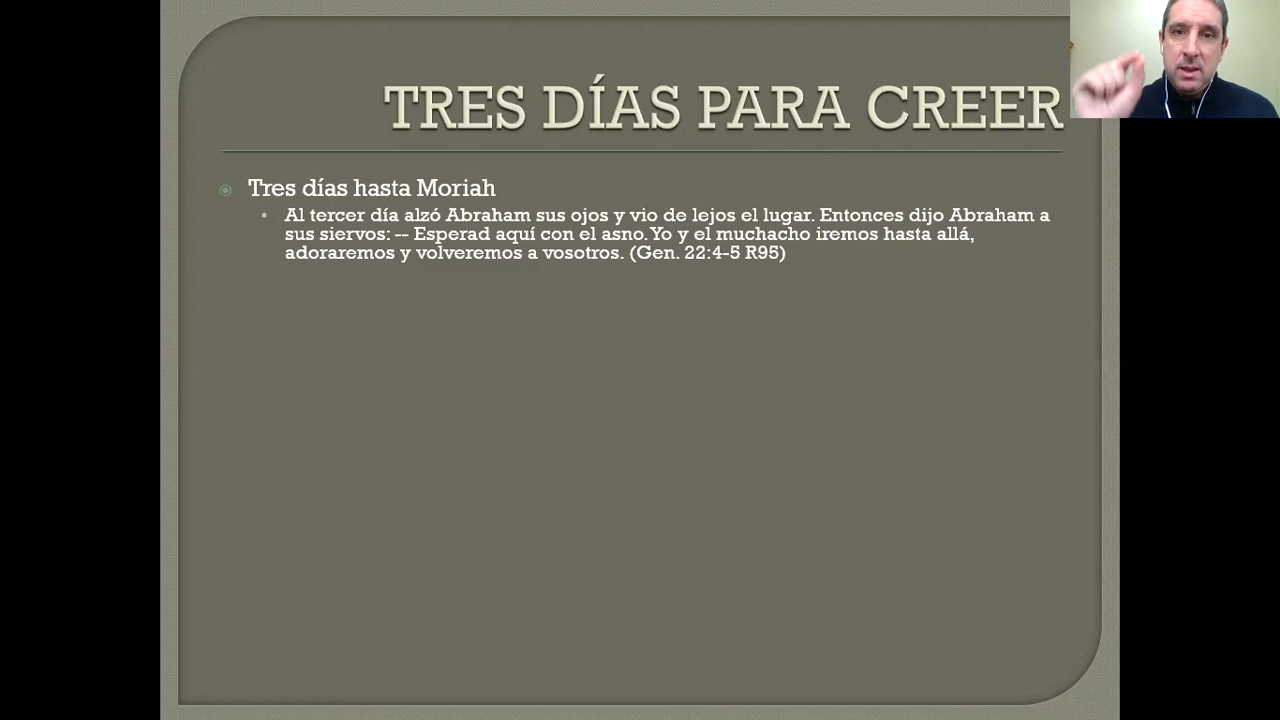 TRES DÍAS PARA CREER
Tres días hasta Moriah
Al tercer día alzó Abraham sus ojos y vio de lejos el lugar. Entonces dijo Abraham a
sus siervos: -- Esperad aquí con el asno. Yo y el muchacho iremos hasta allá,
adoraremos y volveremos a vosotros. (Gen. 22:4-5 R95)